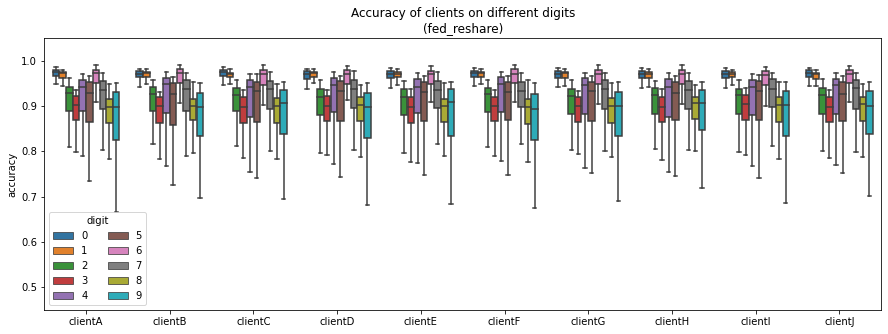 Accuracy of clients on different digits
(fed_reshare)
accuracy
1.0
0.9
0.8
0.7
0.6
0.5
digit
0 5
1 6
2 7
3 8
4 9
clientA clientB clientC clientD clientE clientF clientG clientH clientI clientJ